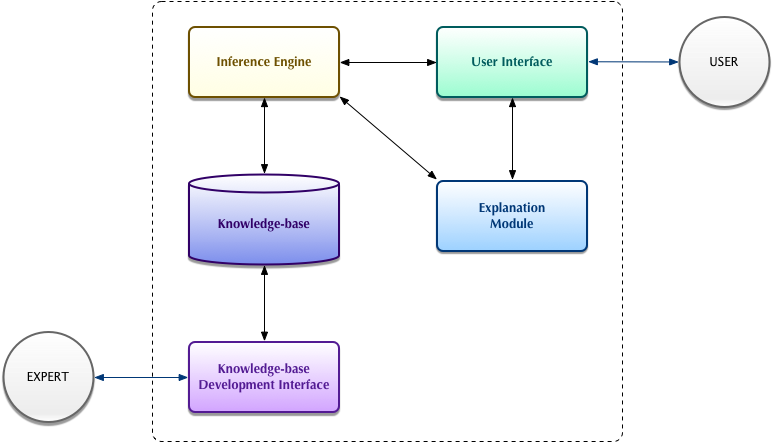 Inference Engine
User Interface
USER
Knowledge-base
Explanation
Module
EXPERT
Knowledge-base
Development Interface